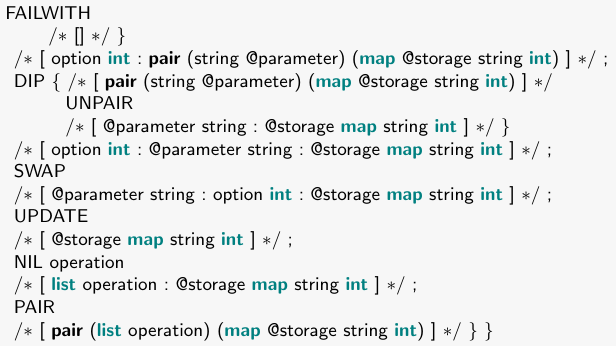 FAILWITH
/* [] */ }
/* [ option int : pair (string @parameter) (map @storage string int) ] */ ;
DIP { /* [ pair (string @parameter) (map @storage string int) ] */
UNPAIR
/* [ @parameter string : @storage map string int ] */ }
/* [ option int : @parameter string : @storage map string int ] */ ;
SWAP
/* [ @parameter string : option int : @storage map string int ] */ ;
UPDATE
/* [ @storage map string int ] */ ;
NIL operation
/* [ list operation : @storage map string int ] */ ;
PAIR
/* [ pair (list operation) (map @storage string int) ] */ } }